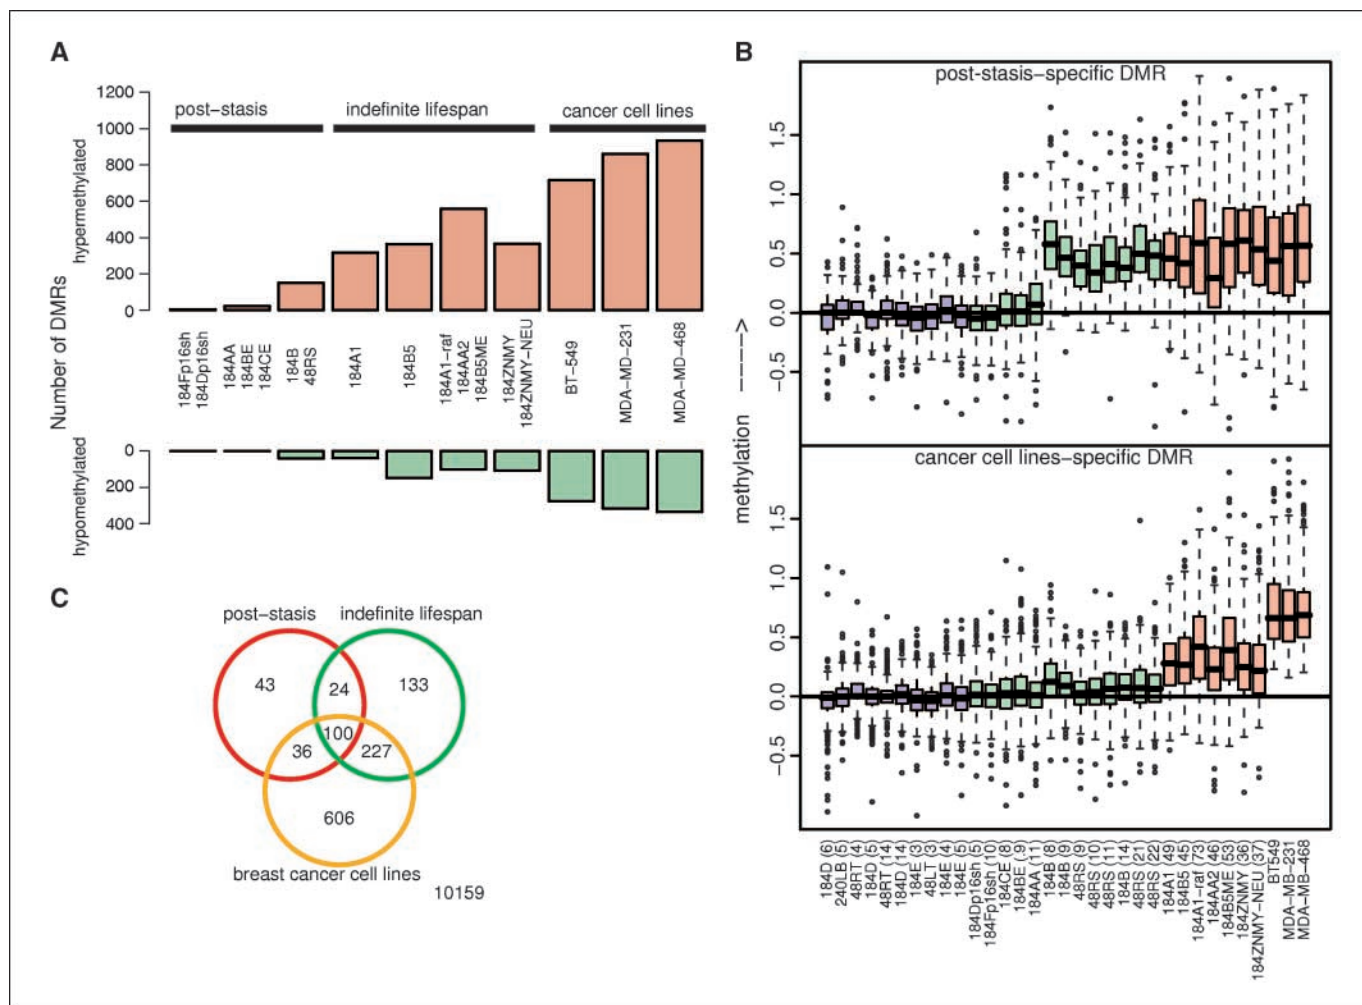 A
1200
1000
800
600
400
200
0
post-stasis
indefinite lifespan
cancer cell lines
Number of DMRs
hypermethylated
hypomethylated
184Fp16sh
184Dp16sh
184AA
184BE
184CE
184B
48RS
184A1
184B5
184A1-raf
184AA2
184B5ME
184ZNMY
184ZNMY-NEU
BT-549
MDA-MD-231
MDA-MD-468
0
200
400
B
post-stasis-specific DMR
1.5
1.0
0.5
0.0
-0.5
methylation ---->
cancer cell lines-specific DMR
1.5
1.0
0.5
0.0
-0.5
184D (6)
240LB (5)
48RT (4)
184D (5)
48RT (14)
184D (14)
184E (3)
48LT (3)
184E (4)
184E (5)
184Dp16sh (5)
184Fp16sh (10)
184CE (8)
184BE (.9)
184AA (11)
184B (8)
184B (9)
48RS (9)
48RS (10)
48RS (11)
184B (14)
48RS (21)
48RS (22)
184A1 (49)
184B5 (45)
184A1-raf (73)
184AA2 (46)
184B5ME (53)
184ZNMY (36)
184ZNMY-NEU (37)
BT549
MDA-MB-231
MDA-MB-468
C
post-stasis
indefinite lifespan
43
24
133
100
36
227
606
breast cancer cell lines
10159